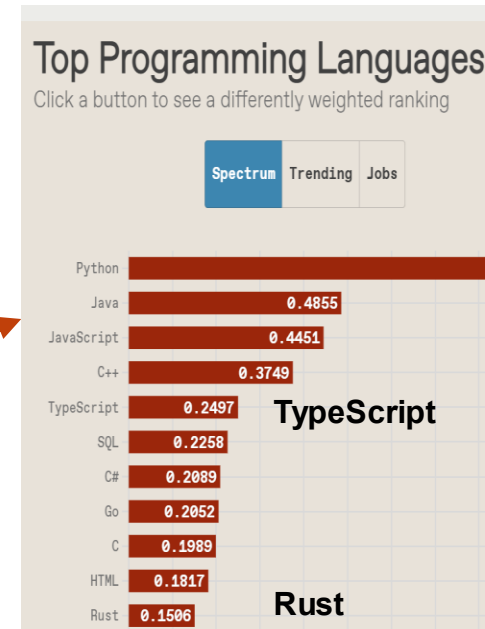 Top Programming Languages
Click a button to see a differently weighted ranking
Spectrum Trending Jobs
Python
Java 0.4855
JavaScript 0.4451
C++ 0.3749
TypeScript 0.2497 TypeScript
SQL 0.2258
C# 0.2089
Go 0.2052
C 0.1989
HTML 0.1817
Rust 0.1506 Rust